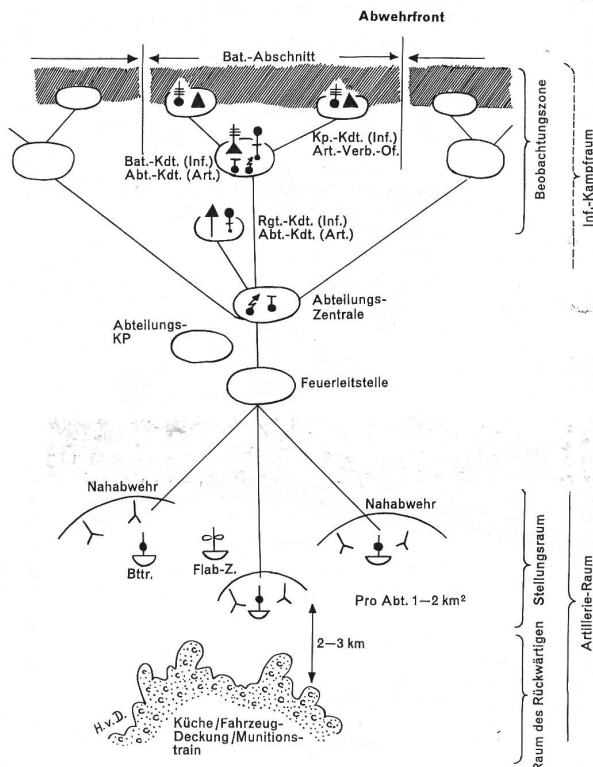 Abwehrfront
Bat.-Abschnitt
Kp.-Kdt. (Inf.)
Art.-Verb.-Of.
Bat.-Kdt. (Inf.)
Abt.-Kdt. (Art.)
Rgt.-Kdt. (Inf.)
Abt.-Kdt. (Art.)
Beobachtungszone
Inf.-Kampfraum
Abteilungs-
Zentrale
Abteilungs-
KP
Feuerleitstelle
Nahabwehr
Nahabwehr
Bttr.
Flab-Z.
Pro Abt. 1–2 km²
Stellungsraum
2–3 km
Artillerie-Raum
Raum des Rückwärtigen
H.v.D.
Küche/Fahrzeug-
Deckung/Munitions-
train